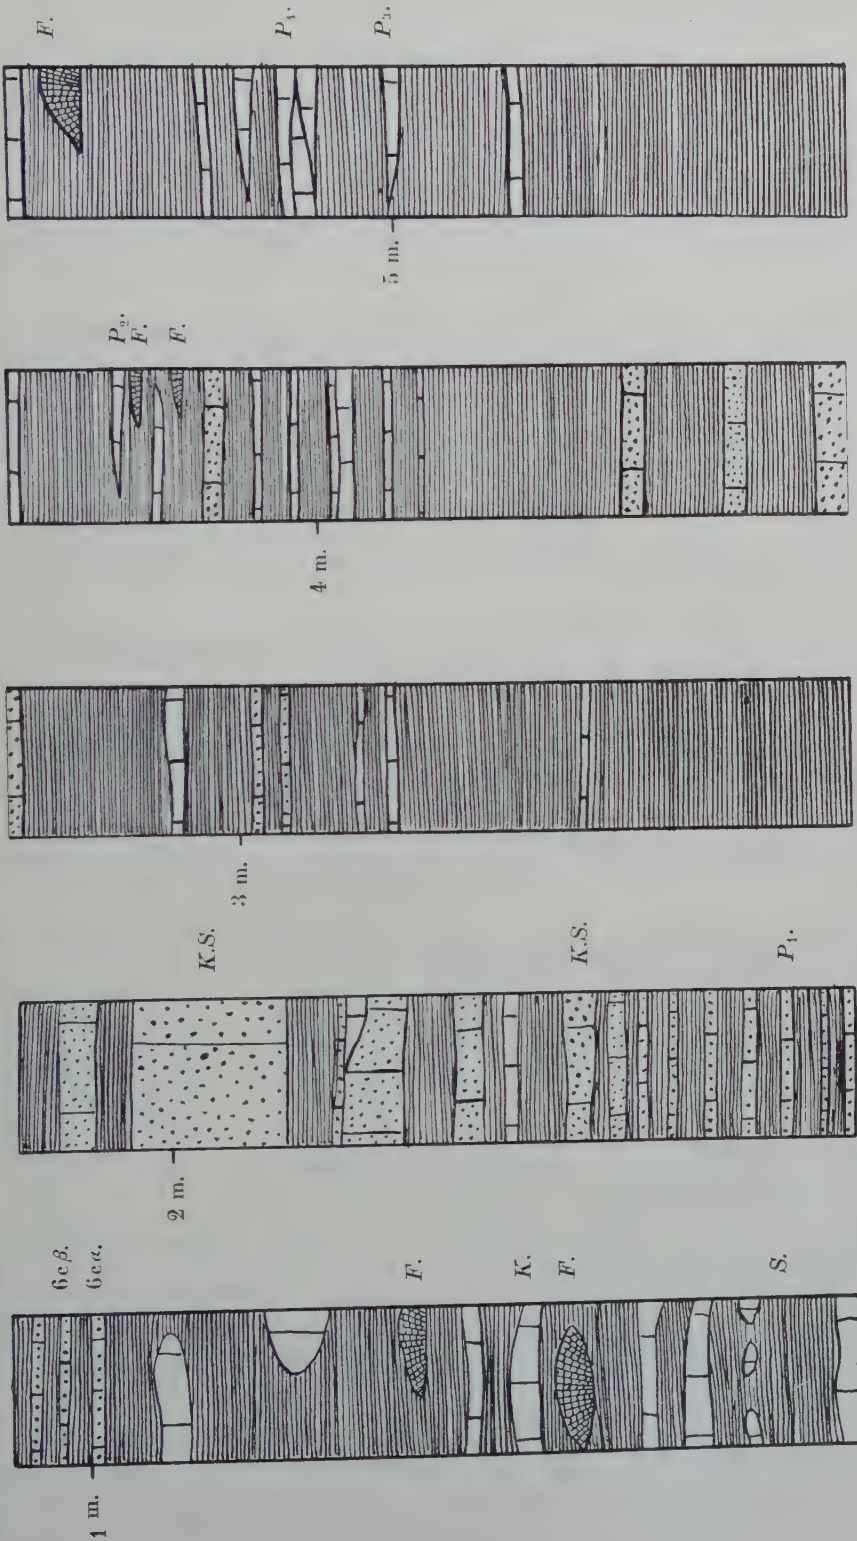 6cβ.
6cα.
1 m.
F.
K.
F.
S.
2 m.
K.S.
K.S.
P₁.
3 m.
P₂.
F.
F.
4 m.
F.
P₄.
P₃.
5 m.